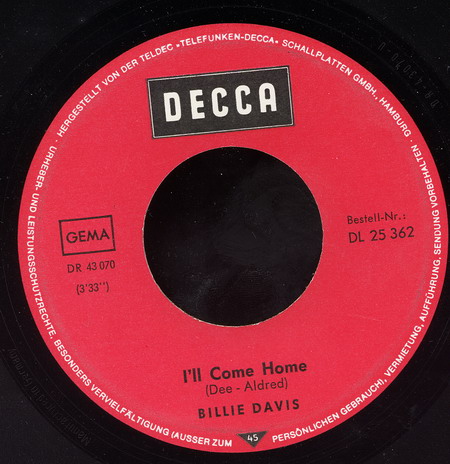 URHEBER- UND LEISTUNGSSCHUTZRECHTE. BESONDERS VERVIELFÄLTIGUNG (AUSSER ZUM PERSÖNLICHEN GEBRAUCH), VERMIETUNG, AUFFÜHRUNG, SENDUNG VORBEHALTEN · HERGESTELLT VON DER TELDEC »TELEFUNKEN-DECCA« SCHALLPLATTEN GMBH., HAMBURG
DECCA
GEMA
DR 43 070
(3'33'')
Bestell-Nr.:
DL 25 362
I'll Come Home
(Dee - Aldred)
BILLIE DAVIS
45